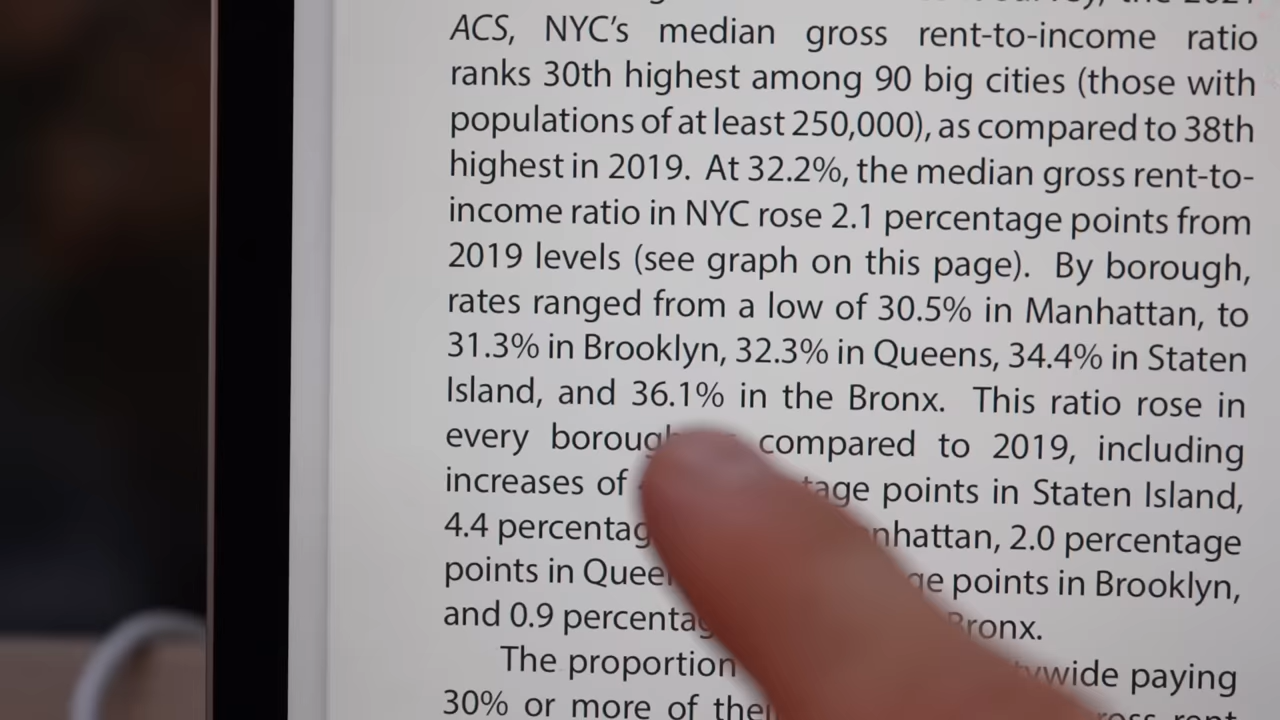 ACS, NYC's median gross rent-to-income ratio
ranks 30th highest among 90 big cities (those with
populations of at least 250,000), as compared to 38th
highest in 2019. At 32.2%, the median gross rent-to-
income ratio in NYC rose 2.1 percentage points from
2019 levels (see graph on this page). By borough,
rates ranged from a low of 30.5% in Manhattan, to
31.3% in Brooklyn, 32.3% in Queens, 34.4% in Staten
Island, and 36.1% in the Bronx. This ratio rose in
every compared to 2019, including
increases of points in Staten Island,
4.4 2.0 percentage
points in points in Brooklyn,
and 0.9
The proportion paying
30% or more of